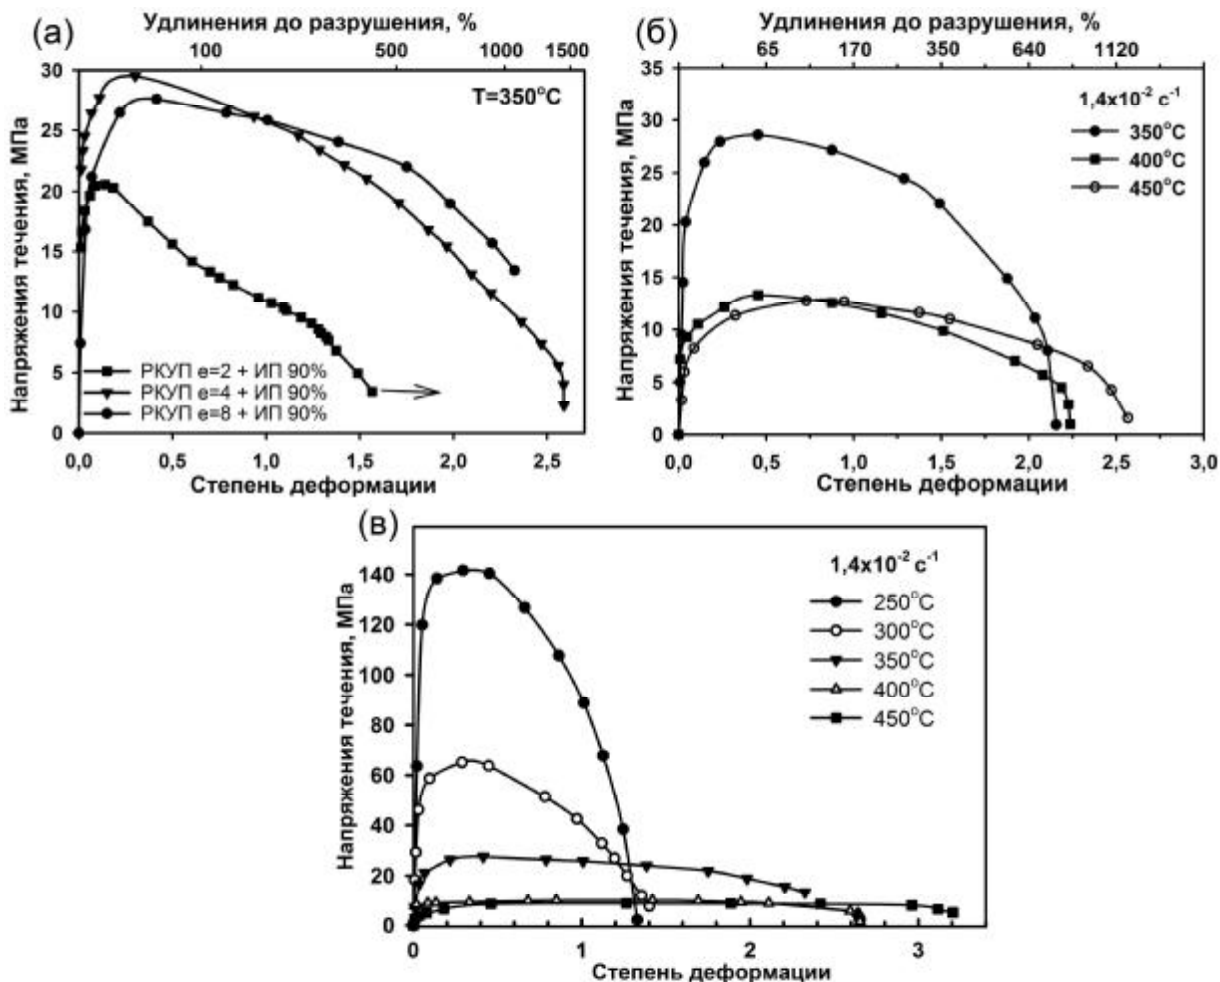 (а)
Удлинения до разрушения, %
100 500 1000 1500
Напряжения течения, МПа
30
25
20
15
10
5
0
T=350°C
РКУП e=2 + ИП 90%
РКУП e=4 + ИП 90%
РКУП e=8 + ИП 90%
0,0 0,5 1,0 1,5 2,0 2,5
Степень деформации
(б)
Удлинения до разрушения, %
65 170 350 640 1120
Напряжения течения, МПа
35
30
25
20
15
10
5
0
1,4x10⁻² c⁻¹
350°C
400°C
450°C
0,0 0,5 1,0 1,5 2,0 2,5 3,0
Степень деформации
(в)
Напряжения течения, МПа
140
120
100
80
60
40
20
0
1,4x10⁻² c⁻¹
250°C
300°C
350°C
400°C
450°C
0 1 2 3
Степень деформации